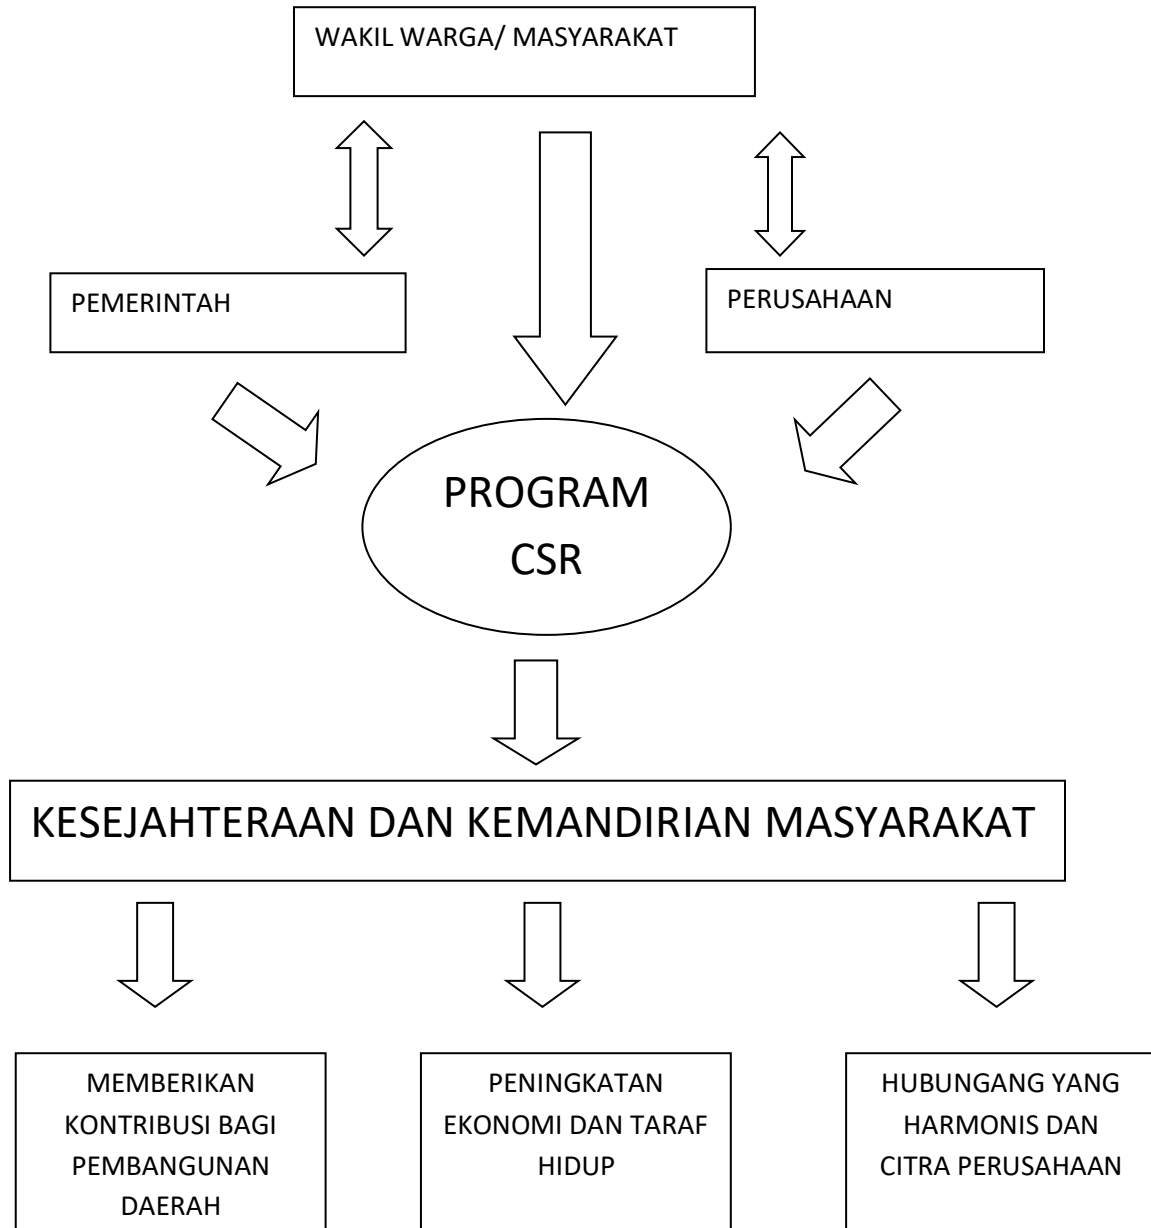 WAKIL WARGA/ MASYARAKAT
PEMERINTAH
PERUSAHAAN
PROGRAM
CSR
KESEJAHTERAAN DAN KEMANDIRIAN MASYARAKAT
MEMBERIKAN
KONTRIBUSI BAGI
PEMBANGUNAN
DAERAH
PENINGKATAN
EKONOMI DAN TARAF
HIDUP
HUBUNGANG YANG
HARMONIS DAN
CITRA PERUSAHAAN